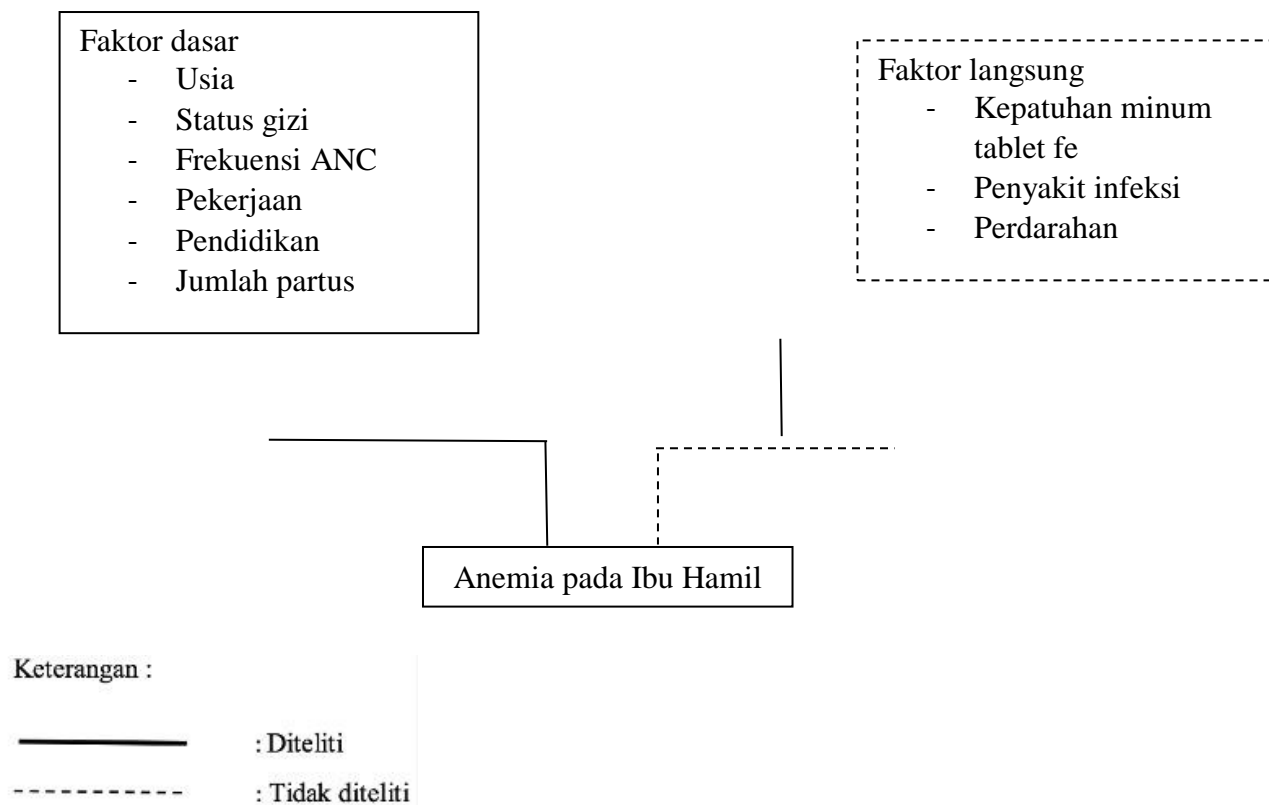 Faktor dasar
- Usia
- Status gizi
- Frekuensi ANC
- Pekerjaan
- Pendidikan
- Jumlah partus
Faktor langsung
- Kepatuhan minum
tablet fe
- Penyakit infeksi
- Perdarahan
Anemia pada Ibu Hamil
Keterangan :
: Diteliti
: Tidak diteliti